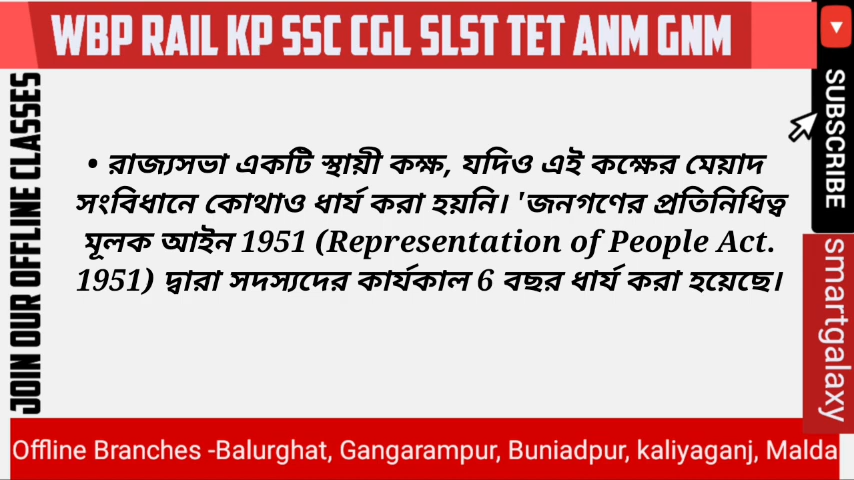 WBP RAIL KP SSC CGL SLST TET ANM GNM
JOIN OUR OFFLINE CLASSES
• রাজ্যসভা একটি স্থায়ী কক্ষ, যদিও এই কক্ষের মেয়াদ
সংবিধানে কোথাও ধার্য করা হয়নি। 'জনগণের প্রতিনিধিত্ব
মূলক আইন 1951 (Representation of People Act.
1951) দ্বারা সদস্যদের কার্যকাল 6 বছর ধার্য করা হয়েছে।
SUBSCRIBE
smartgalaxy
Offline Branches -Balurghat, Gangarampur, Buniadpur, kaliyaganj, Malda